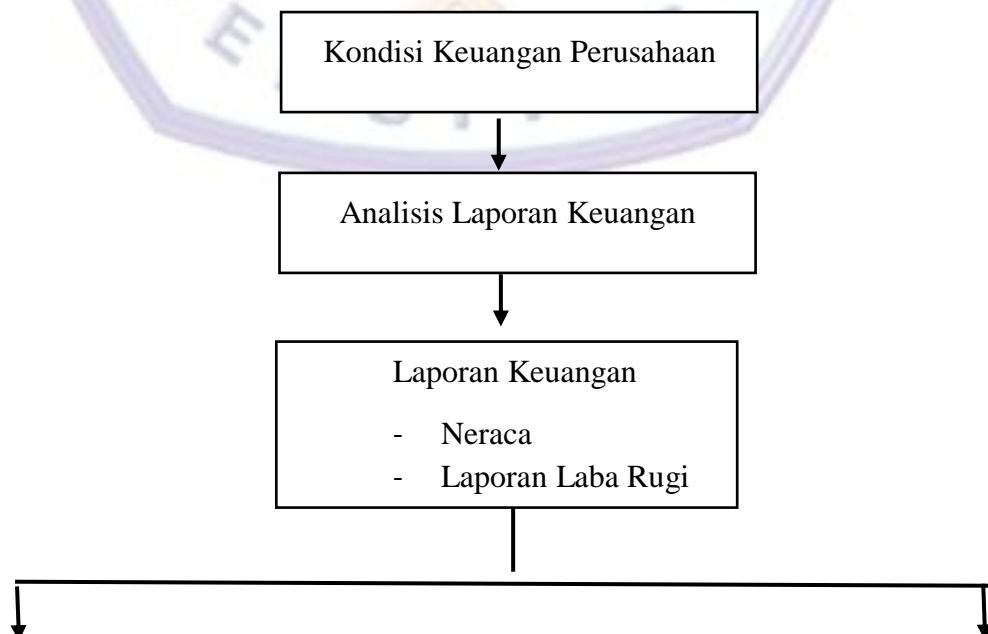 Kondisi Keuangan Perusahaan
Analisis Laporan Keuangan
Laporan Keuangan
- Neraca
- Laporan Laba Rugi